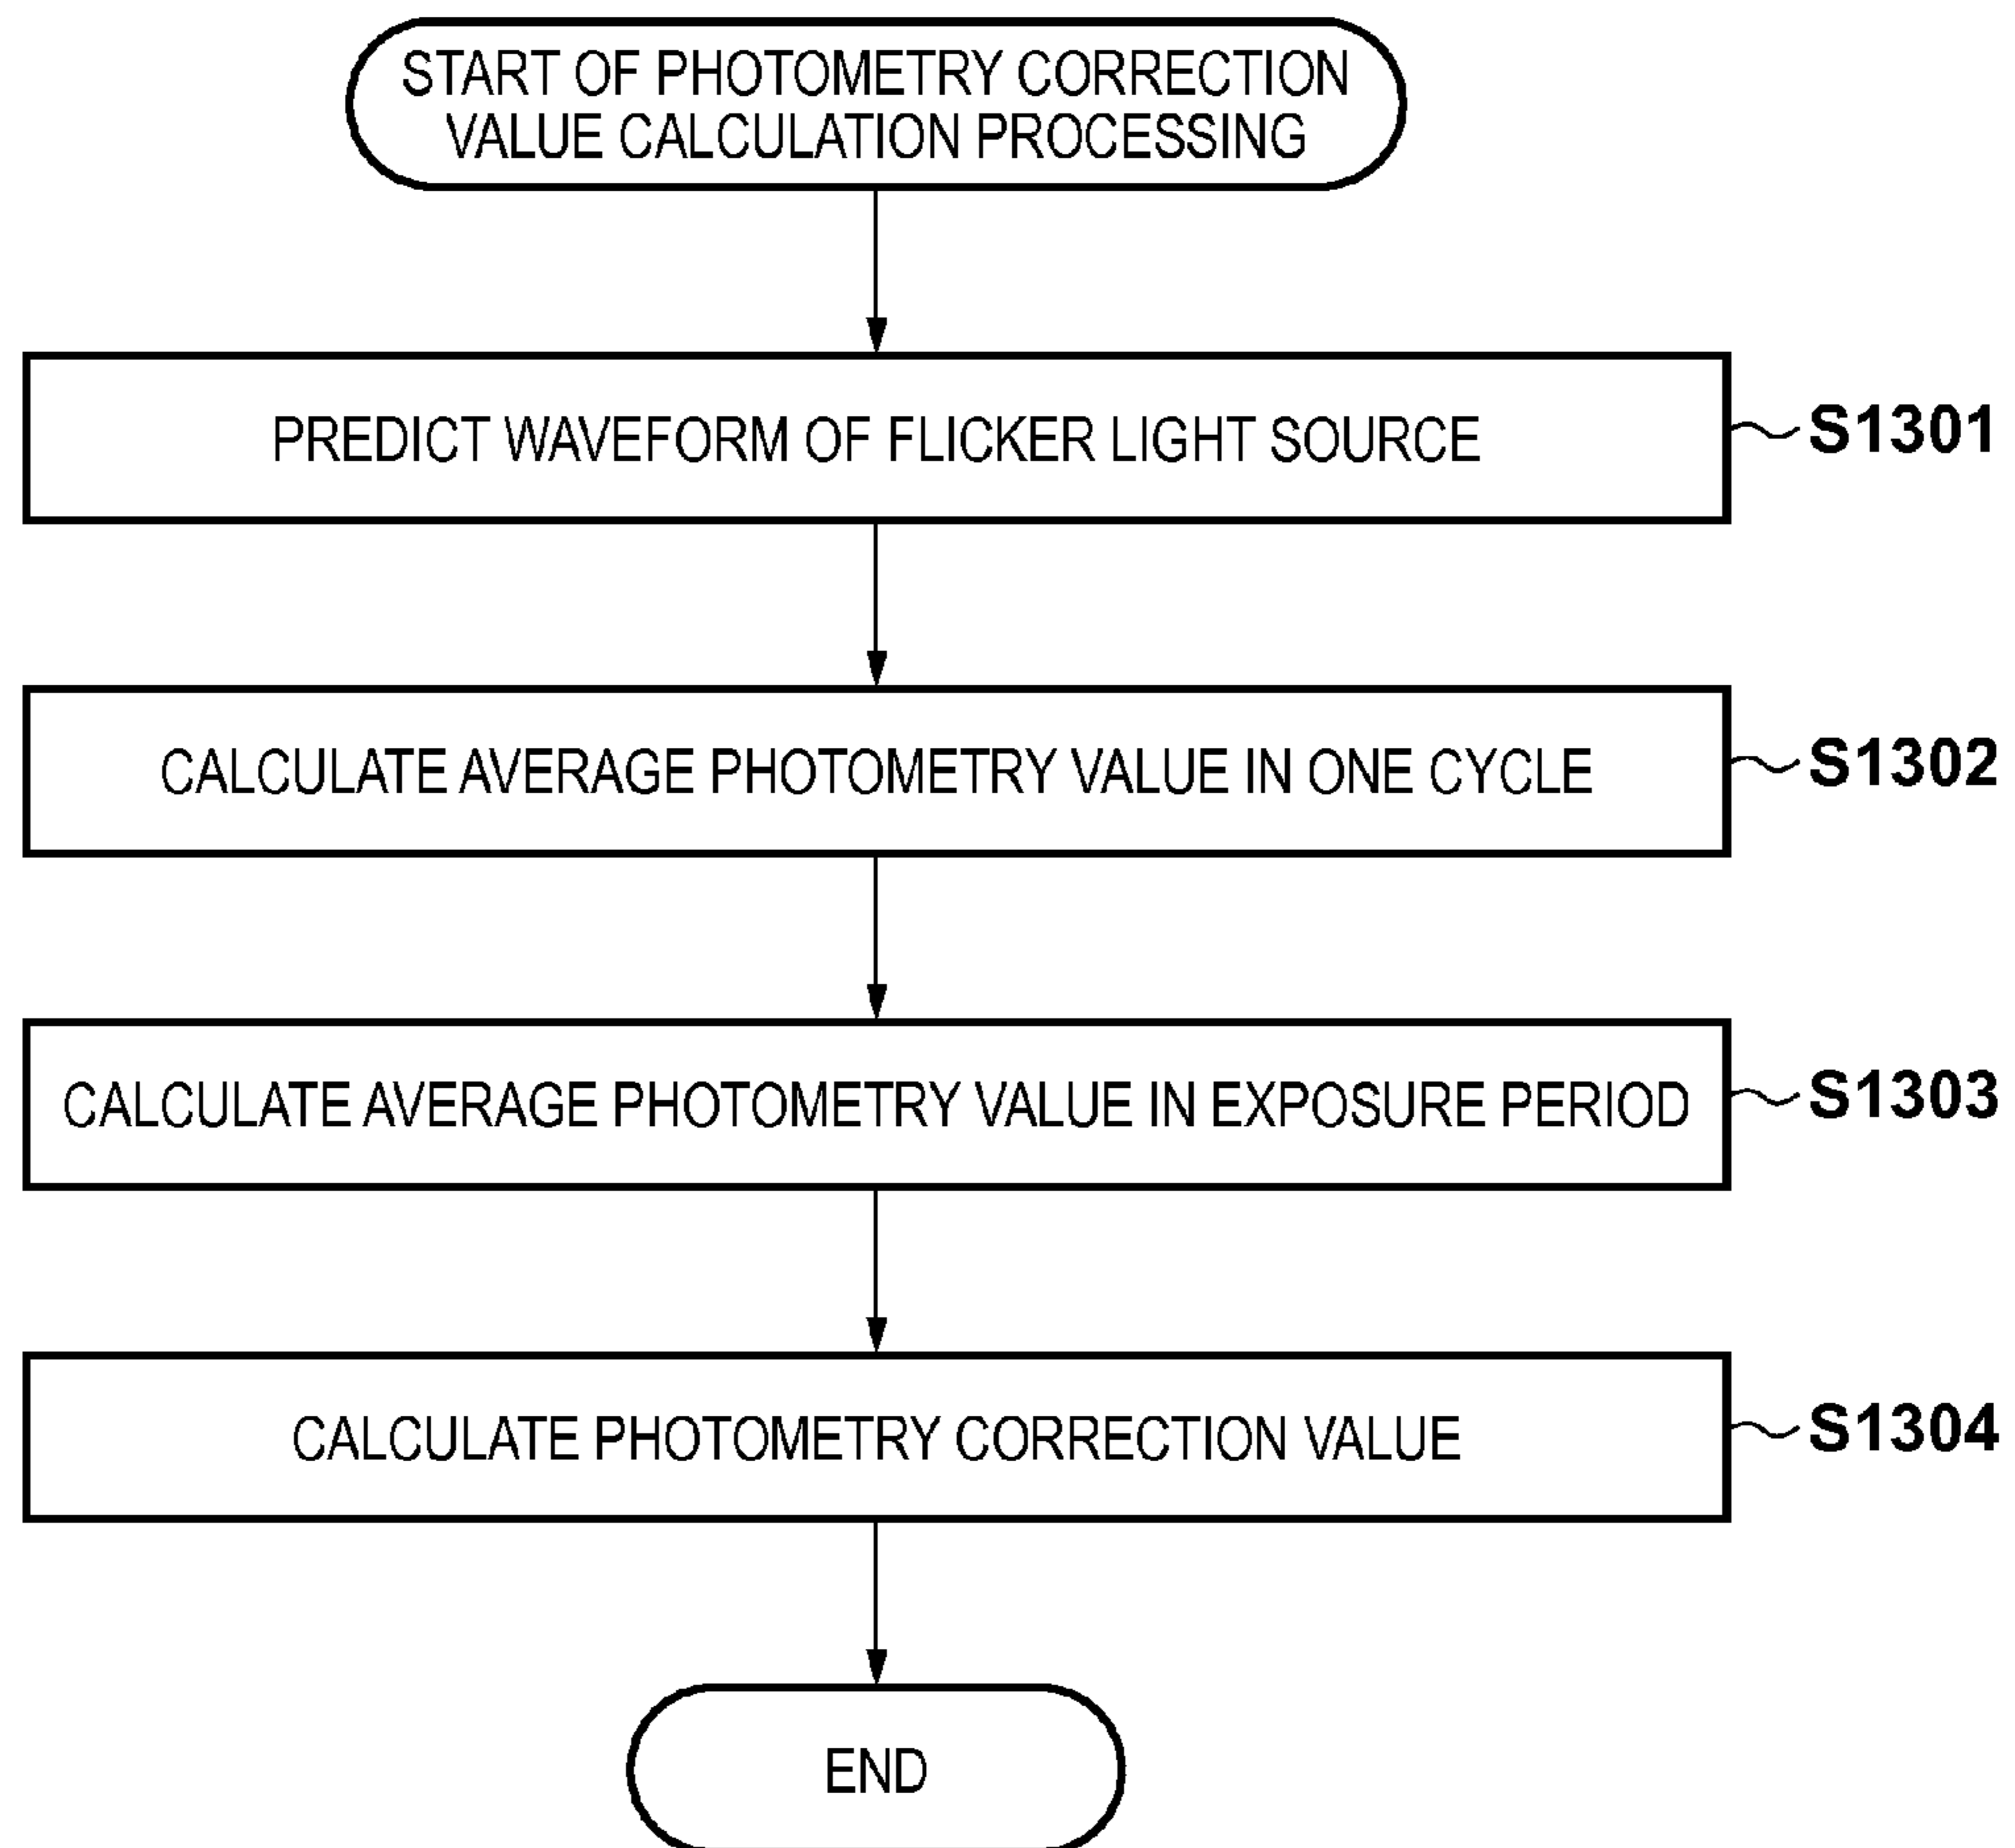 START OF PHOTOMETRY CORRECTION
VALUE CALCULATION PROCESSING
PREDICT WAVEFORM OF FLICKER LIGHT SOURCE
S1301
CALCULATE AVERAGE PHOTOMETRY VALUE IN ONE CYCLE
S1302
CALCULATE AVERAGE PHOTOMETRY VALUE IN EXPOSURE PERIOD
S1303
CALCULATE PHOTOMETRY CORRECTION VALUE
S1304
END